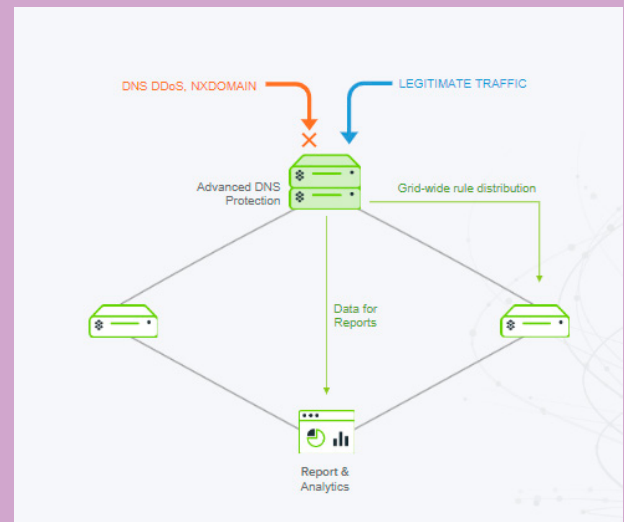 DNS DDoS, NXDOMAIN
LEGITIMATE TRAFFIC
Advanced DNS
Protection
Grid-wide rule distribution
Data for
Reports
Report &
Analytics